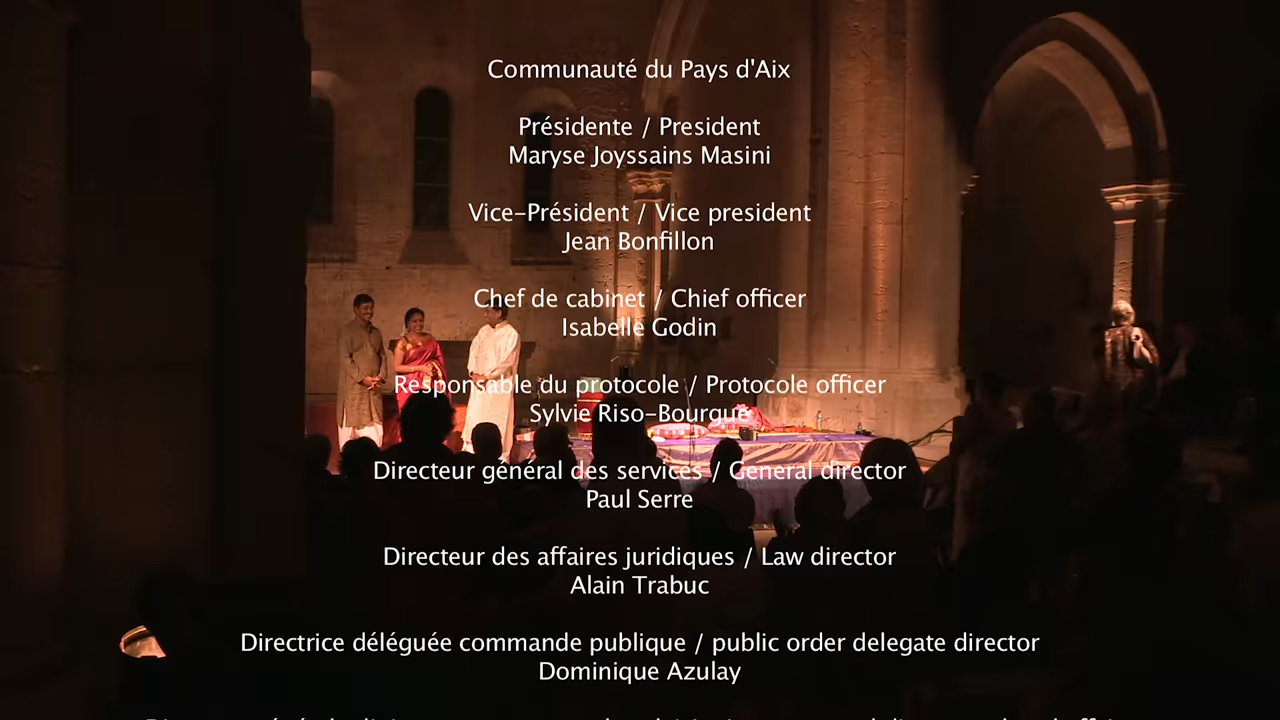 Communauté du Pays d'Aix
Présidente / President
Maryse Joyssains Masini
Vice-Président / Vice president
Jean Bonfillon
Chef de cabinet / Chief officer
Isabelle Godin
Responsable du protocole / Protocole officer
Sylvie Riso-Bourgue
Directeur général des services / General director
Paul Serre
Directeur des affaires juridiques / Law director
Alain Trabuc
Directrice déléguée commande publique / public order delegate director
Dominique Azulay